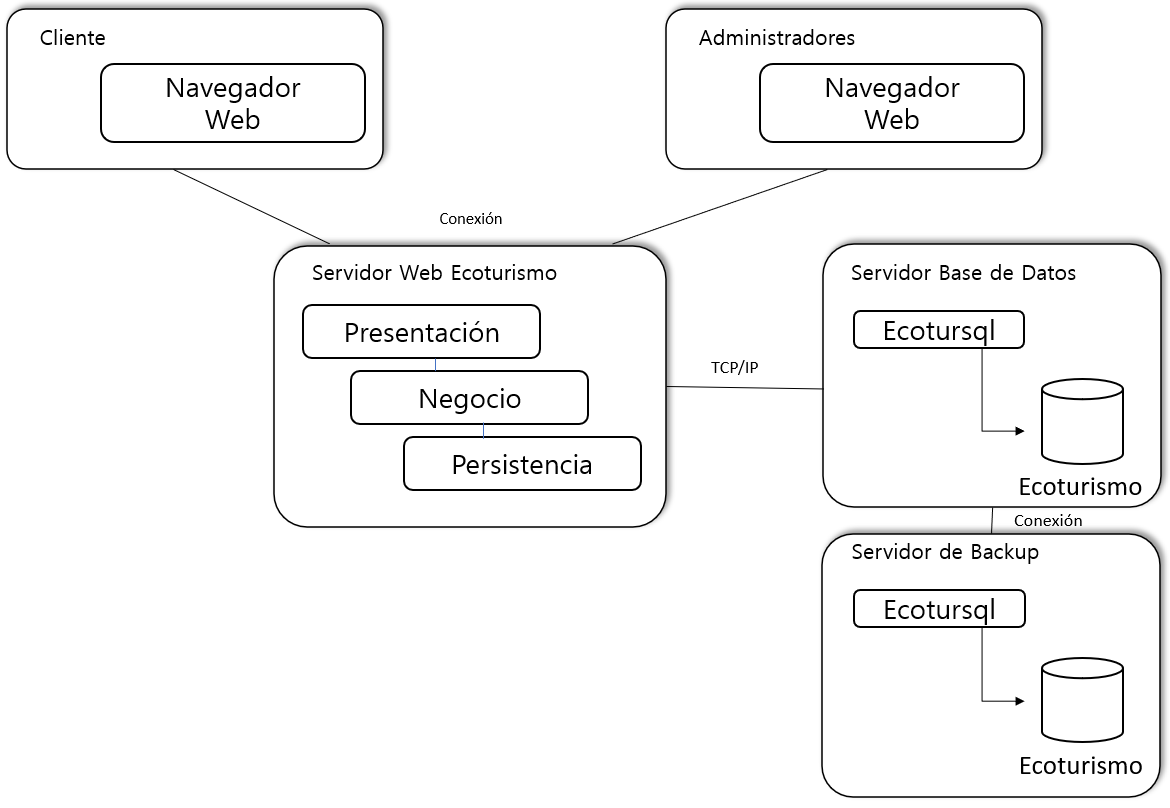 Cliente
Navegador
Web
Administradores
Navegador
Web
Conexión
Servidor Web Ecoturismo
Presentación
Negocio
Persistencia
TCP/IP
Servidor Base de Datos
Ecotursql
Ecoturismo
Conexión
Servidor de Backup
Ecotursql
Ecoturismo